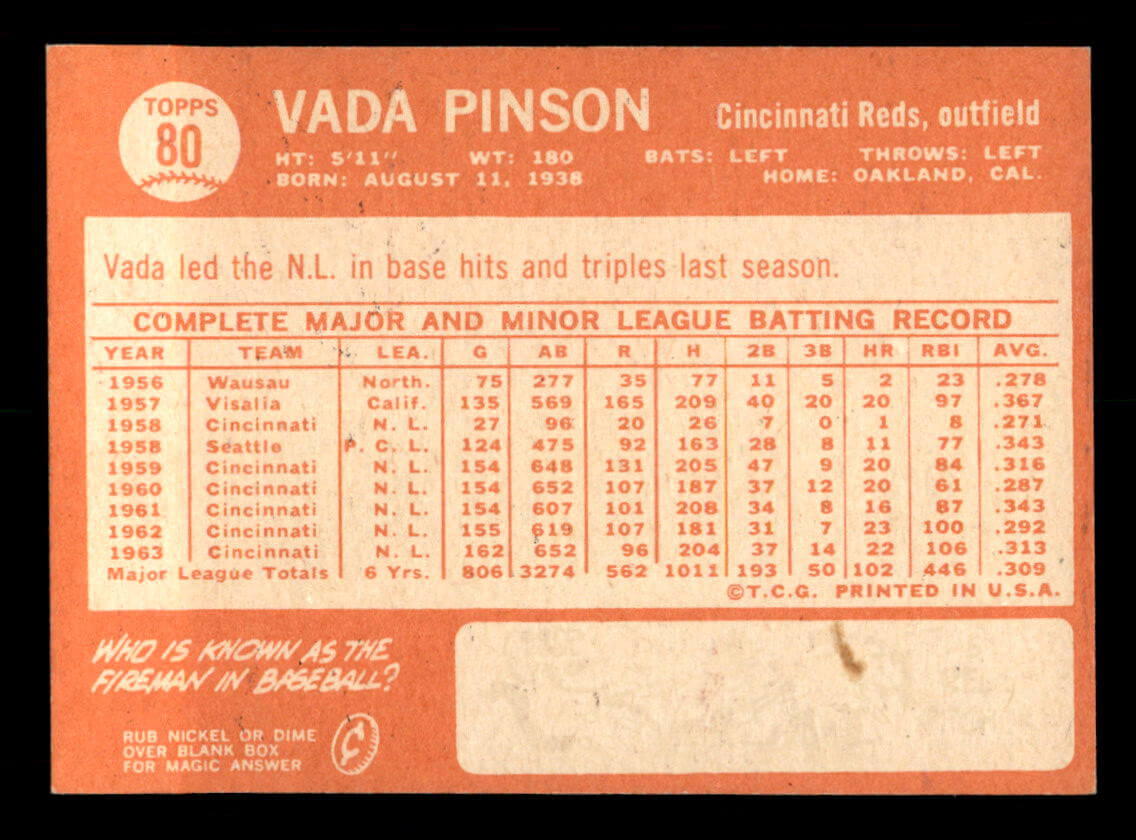 TOPPS
80
VADA PINSON
Cincinnati Reds, outfield
HT: 5'11" WT: 180 BATS: LEFT THROWS: LEFT
BORN: AUGUST 11, 1938 HOME: OAKLAND, CAL.
Vada led the N.L. in base hits and triples last season.
COMPLETE MAJOR AND MINOR LEAGUE BATTING RECORD
YEAR TEAM LEA. G AB R H 2B 3B HR RBI AVG.
1956 Wausau North. 75 277 35 77 11 5 2 23 .278
1957 Visalia Calif. 135 569 165 209 40 20 20 97 .367
1958 Cincinnati N. L. 27 96 20 26 7 0 1 8 .271
1958 Seattle P. C. L. 124 475 92 163 28 8 11 77 .343
1959 Cincinnati N. L. 154 648 131 205 47 9 20 84 .316
1960 Cincinnati N. L. 154 652 107 187 37 12 20 61 .287
1961 Cincinnati N. L. 154 607 101 208 34 8 16 87 .343
1962 Cincinnati N. L. 155 619 107 181 31 7 23 100 .292
1963 Cincinnati N. L. 162 652 96 204 37 14 22 106 .313
Major League Totals 6 Yrs. 806 3274 562 1011 193 50 102 446 .309
©T.C.G. PRINTED IN U.S.A.
WHO IS KNOWN AS THE
FIREMAN IN BASEBALL?
RUB NICKEL OR DIME
OVER BLANK BOX
FOR MAGIC ANSWER